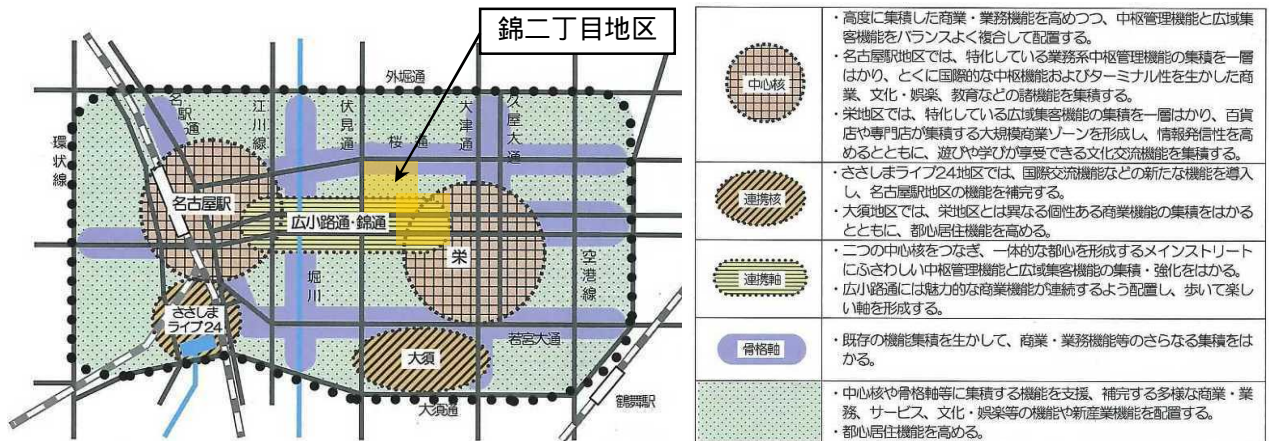 錦二丁目地区
外堀通
名駅通
江川線
伏見通
桜通
大津通
久屋大通
環状線
名古屋駅
広小路通・錦通
栄
堀川
空港線
ささしま
ライブ24
若宮大通
大須
大須通
鶴舞駅
中心核
・高度に集積した商業・業務機能を高めつつ、中枢管理機能と広域集
客機能をバランスよく複合して配置する。
・名古屋駅地区では、特化している業務系中枢管理機能の集積を一層
はかり、とくに国際的な中枢機能およびターミナル性を生かした商
業、文化・娯楽、教育などの諸機能を集積する。
・栄地区では、特化している広域集客機能の集積を一層はかり、百貨
店や専門店が集積する大規模商業ゾーンを形成し、情報発信性を高
めるとともに、遊びや学びが享受できる文化交流機能を集積する。
連携核
・ささしまライブ24地区では、国際交流機能などの新たな機能を導入
し、名古屋駅地区の機能を補完する。
・大須地区では、栄地区とは異なる個性ある商業機能の集積をはかる
とともに、都心居住機能を高める。
連携軸
・二つの中心核をつなぎ、一体的な都心を形成するメインストリート
にふさわしい中枢管理機能と広域集客機能の集積・強化をはかる。
・広小路通には魅力的な商業機能が連続するよう配置し、歩いて楽し
い軸を形成する。
骨格軸
・既存の機能集積を生かして、商業・業務機能等のさらなる集積をは
かる。
・中心核や骨格軸等に集積する機能を支援、補完する多様な商業・業
務、サービス、文化・娯楽等の機能や新産業機能を配置する。
・都心居住機能を高める。